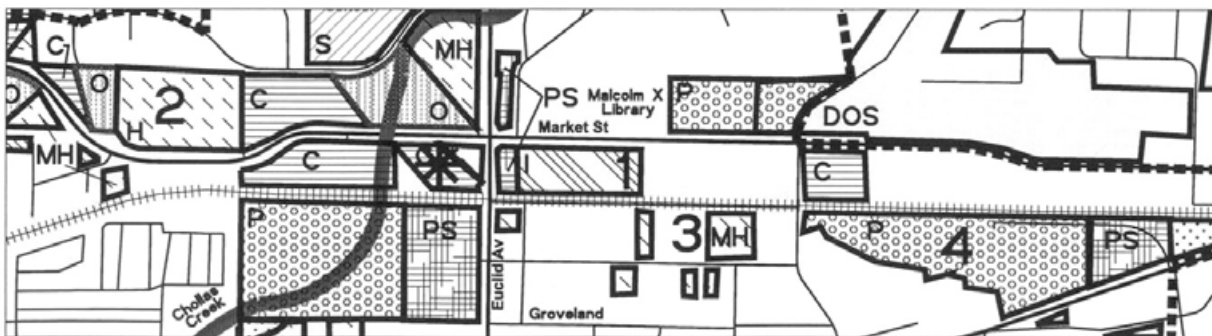 C
S
MH
O
2
C
O
PS
Malcolm X
Library
P
DOS
O
H
Market St
MH
C
I
1
C
P
PS
3
MH
P
4
PS
Euclid Av
Chollas
Creek
Groveland